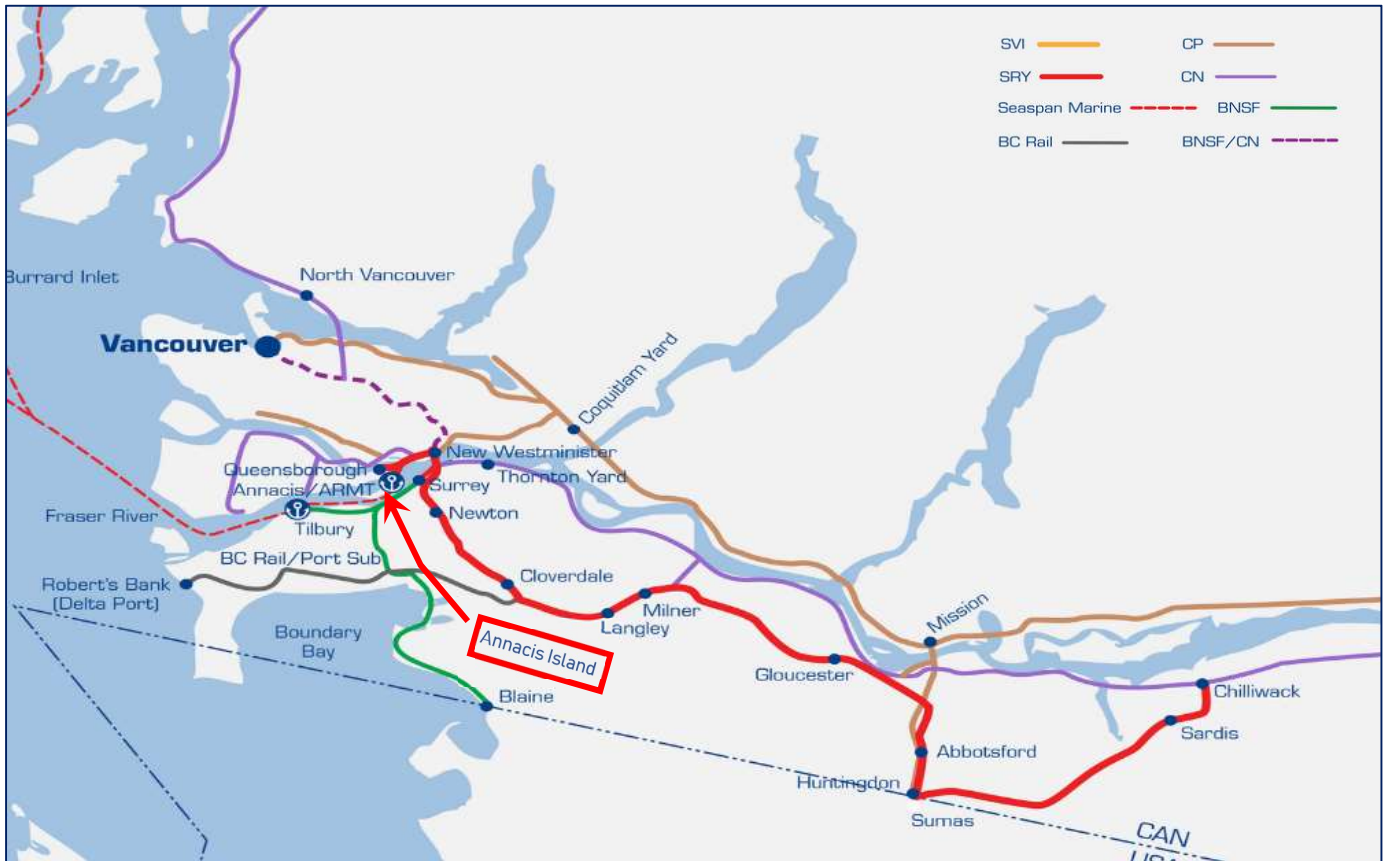 SVI
CP
SRY
CN
Seaspan Marine
BNSF
BC Rail
BNSF/CN
Burrard Inlet
North Vancouver
Vancouver
Coquitlam Yard
New Westminister
Queensborough
Thornton Yard
Annacis/ARMT
Surrey
Fraser River
Tilbury
Newton
BC Rail/Port Sub
Robert's Bank
(Delta Port)
Cloverdale
Milner
Langley
Mission
Boundary
Bay
Annacis Island
Gloucester
Blaine
Chilliwack
Sardis
Abbotsford
Huntingdon
Sumas
CAN